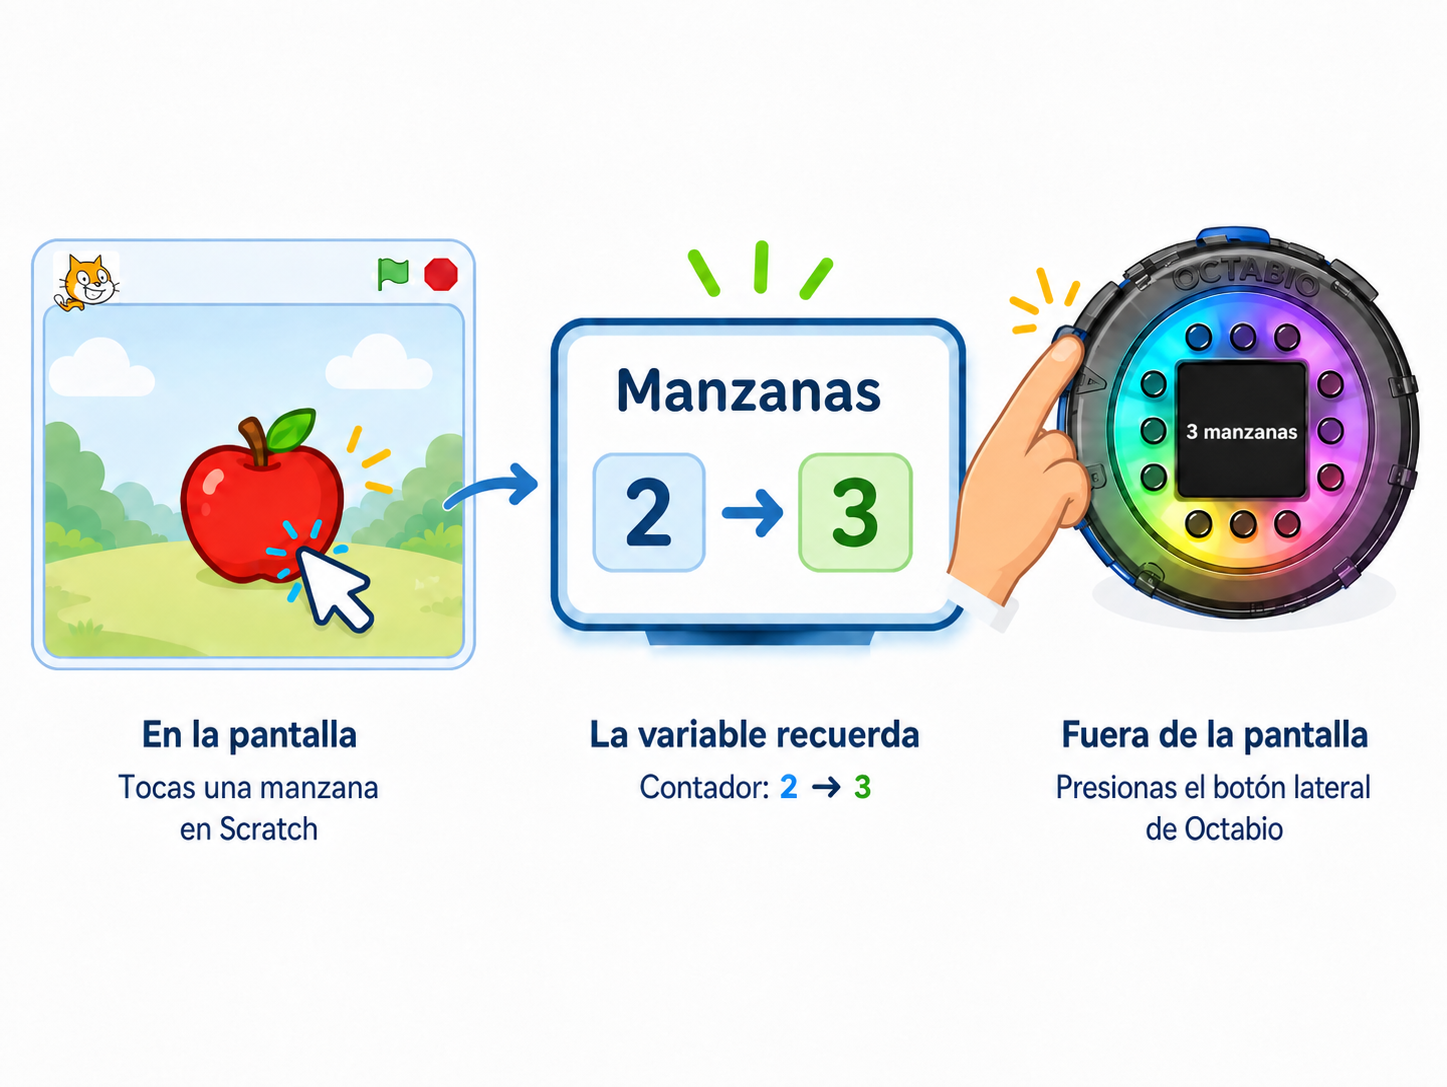 Manzanas
2 → 3
OCTABIO
A
B
3 manzanas
En la pantalla
Tocas una manzana
en Scratch
La variable recuerda
Contador: 2 → 3
Fuera de la pantalla
Presionas el botón lateral
de Octabio